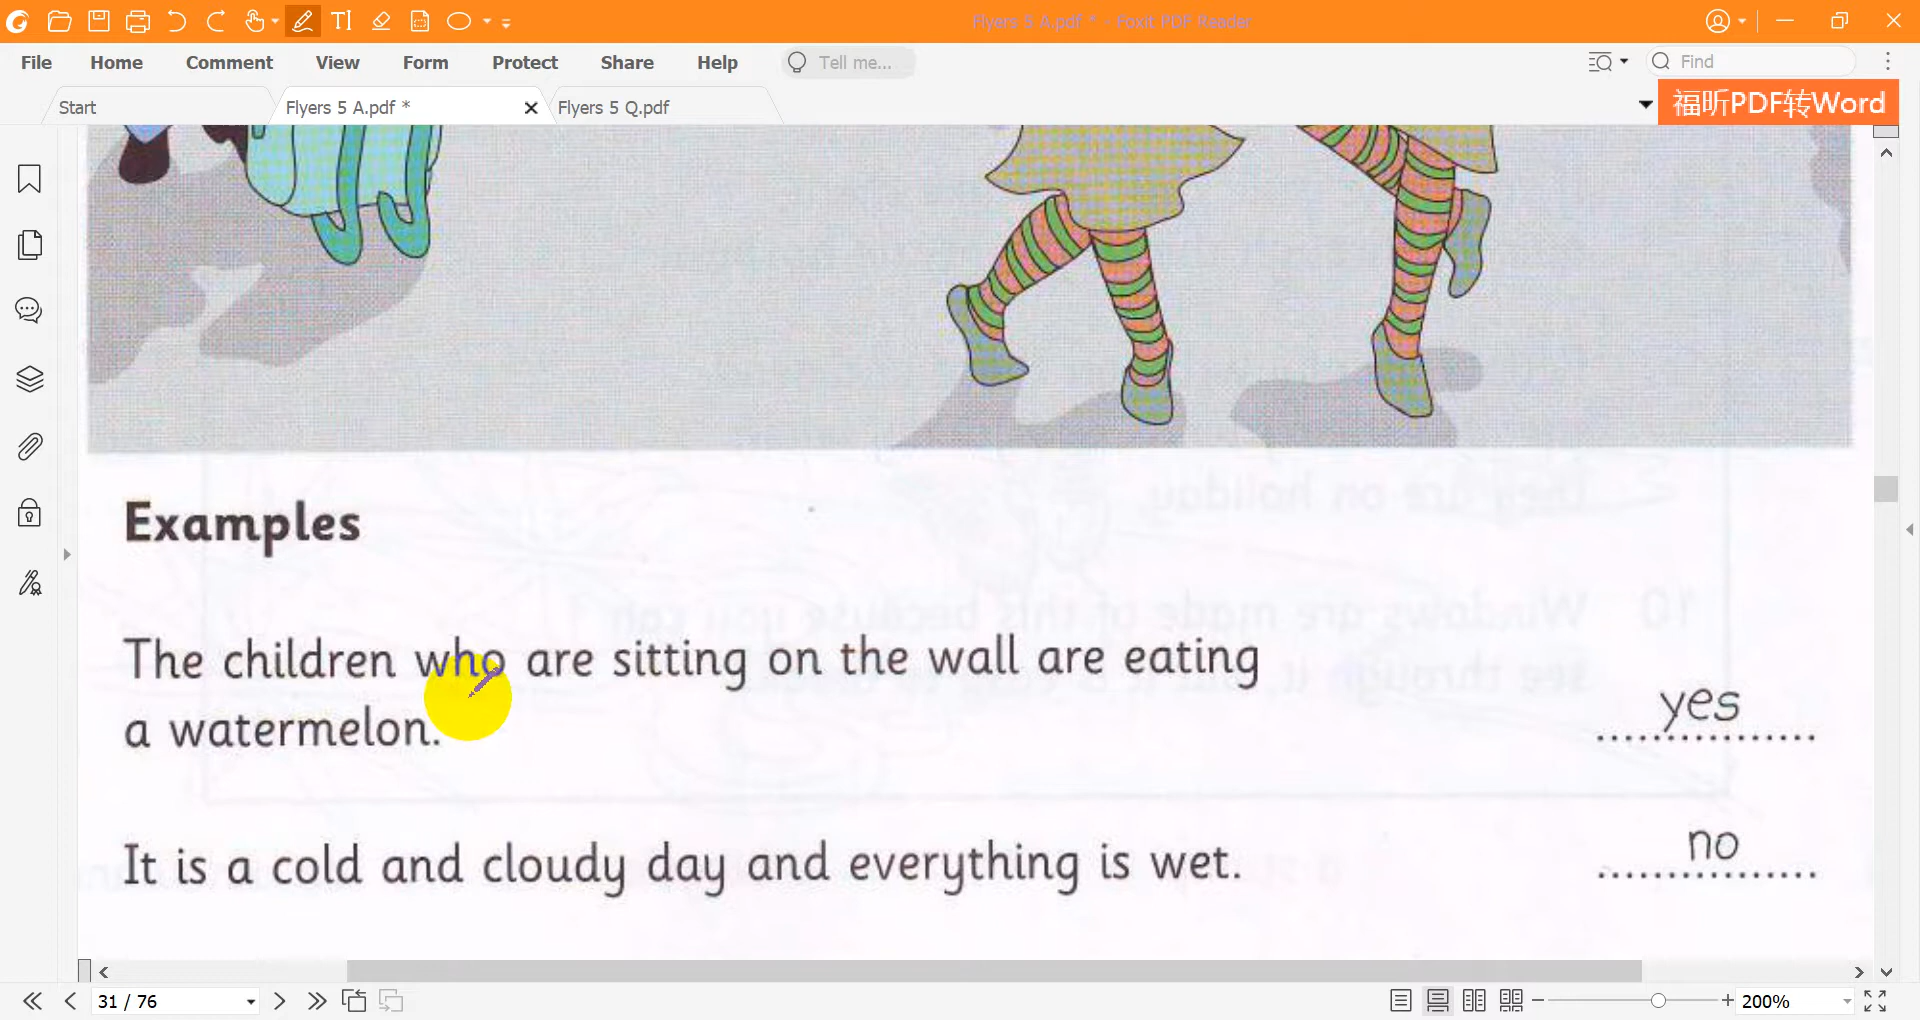 Flyers 5 A.pdf * - Foxit PDF Reader
File Home Comment View Form Protect Share Help Tell me... Find
Start Flyers 5 A.pdf * Flyers 5 Q.pdf 福昕PDF转Word
Examples
The children who are sitting on the wall are eating
a watermelon.
yes
It is a cold and cloudy day and everything is wet.
no
31 / 76 200%